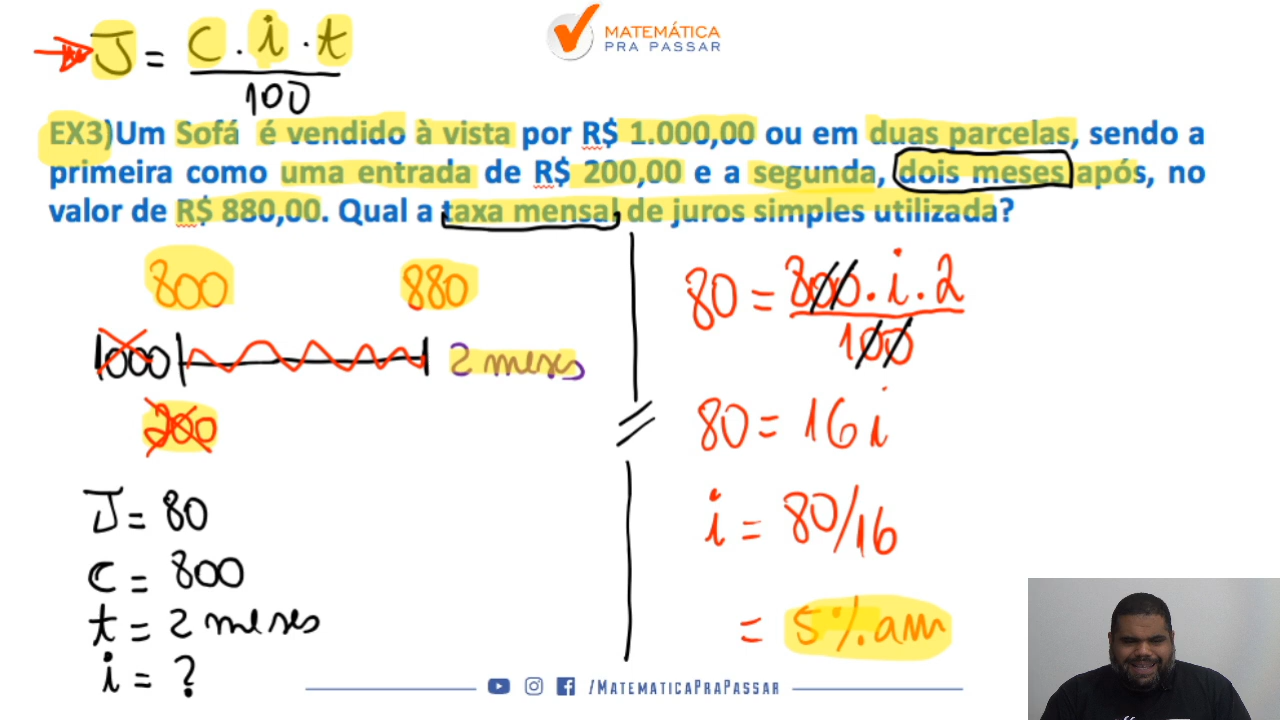 J = C . i . t
100
MATEMÁTICA
PRA PASSAR
EX3)Um Sofá é vendido à vista por R$ 1.000,00 ou em duas parcelas, sendo a
primeira como uma entrada de R$ 200,00 e a segunda, dois meses após, no
valor de R$ 880,00. Qual a taxa mensal de juros simples utilizada?
800 880
1000 2 meses
200
J = 80
C = 800
t = 2 meses
i = ?
80 = 800 . i . 2
100
80 = 16 i
i = 80/16
= 5 % am
/MatematicaPraPassar